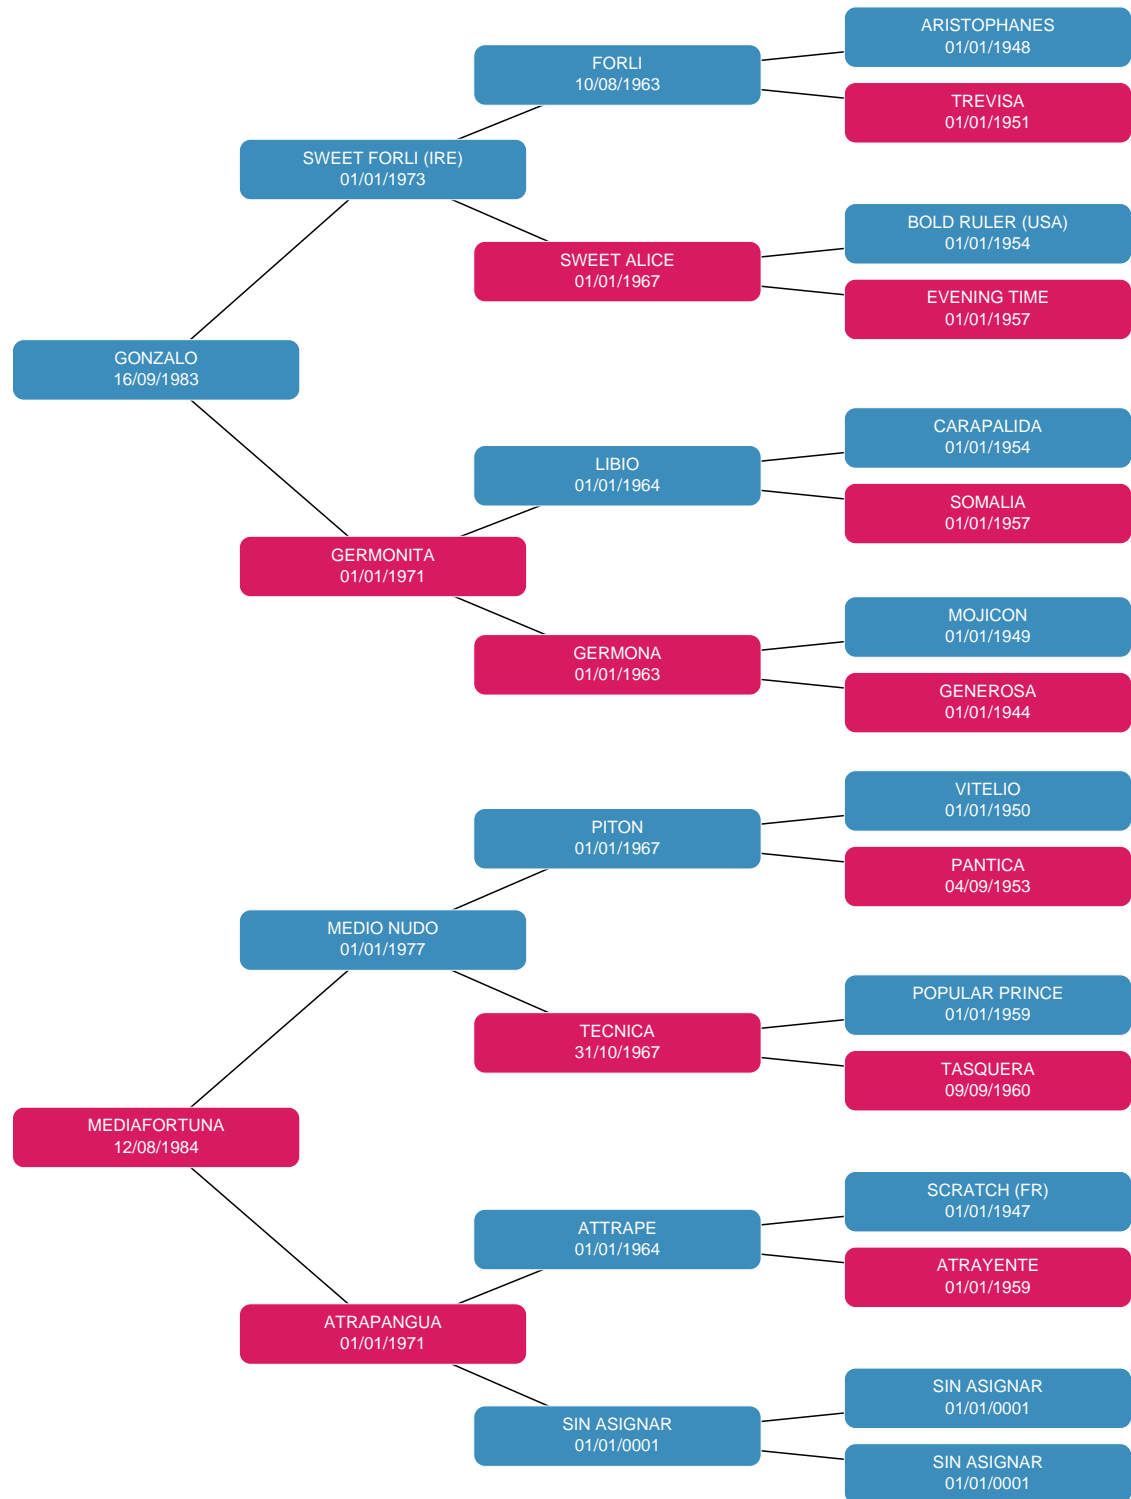 ARISTOPHANES
01/01/1948
FORLI
10/08/1963
TREVISA
01/01/1951
SWEET FORLI (IRE)
01/01/1973
BOLD RULER (USA)
01/01/1954
SWEET ALICE
01/01/1967
EVENING TIME
01/01/1957
GONZALO
16/09/1983
CARAPALIDA
01/01/1954
LIBIO
01/01/1964
SOMALIA
01/01/1957
GERMONITA
01/01/1971
MOJICON
01/01/1949
GERMONA
01/01/1963
GENEROSA
01/01/1944
VITELIO
01/01/1950
PITON
01/01/1967
PANTICA
04/09/1953
MEDIO NUDO
01/01/1977
POPULAR PRINCE
01/01/1959
TECNICA
31/10/1967
TASQUERA
09/09/1960
MEDIAFORTUNA
12/08/1984
SCRATCH (FR)
01/01/1947
ATTRAPE
01/01/1964
ATRAYENTE
01/01/1959
ATRAPANGUA
01/01/1971
SIN ASIGNAR
01/01/0001
SIN ASIGNAR
01/01/0001
SIN ASIGNAR
01/01/0001